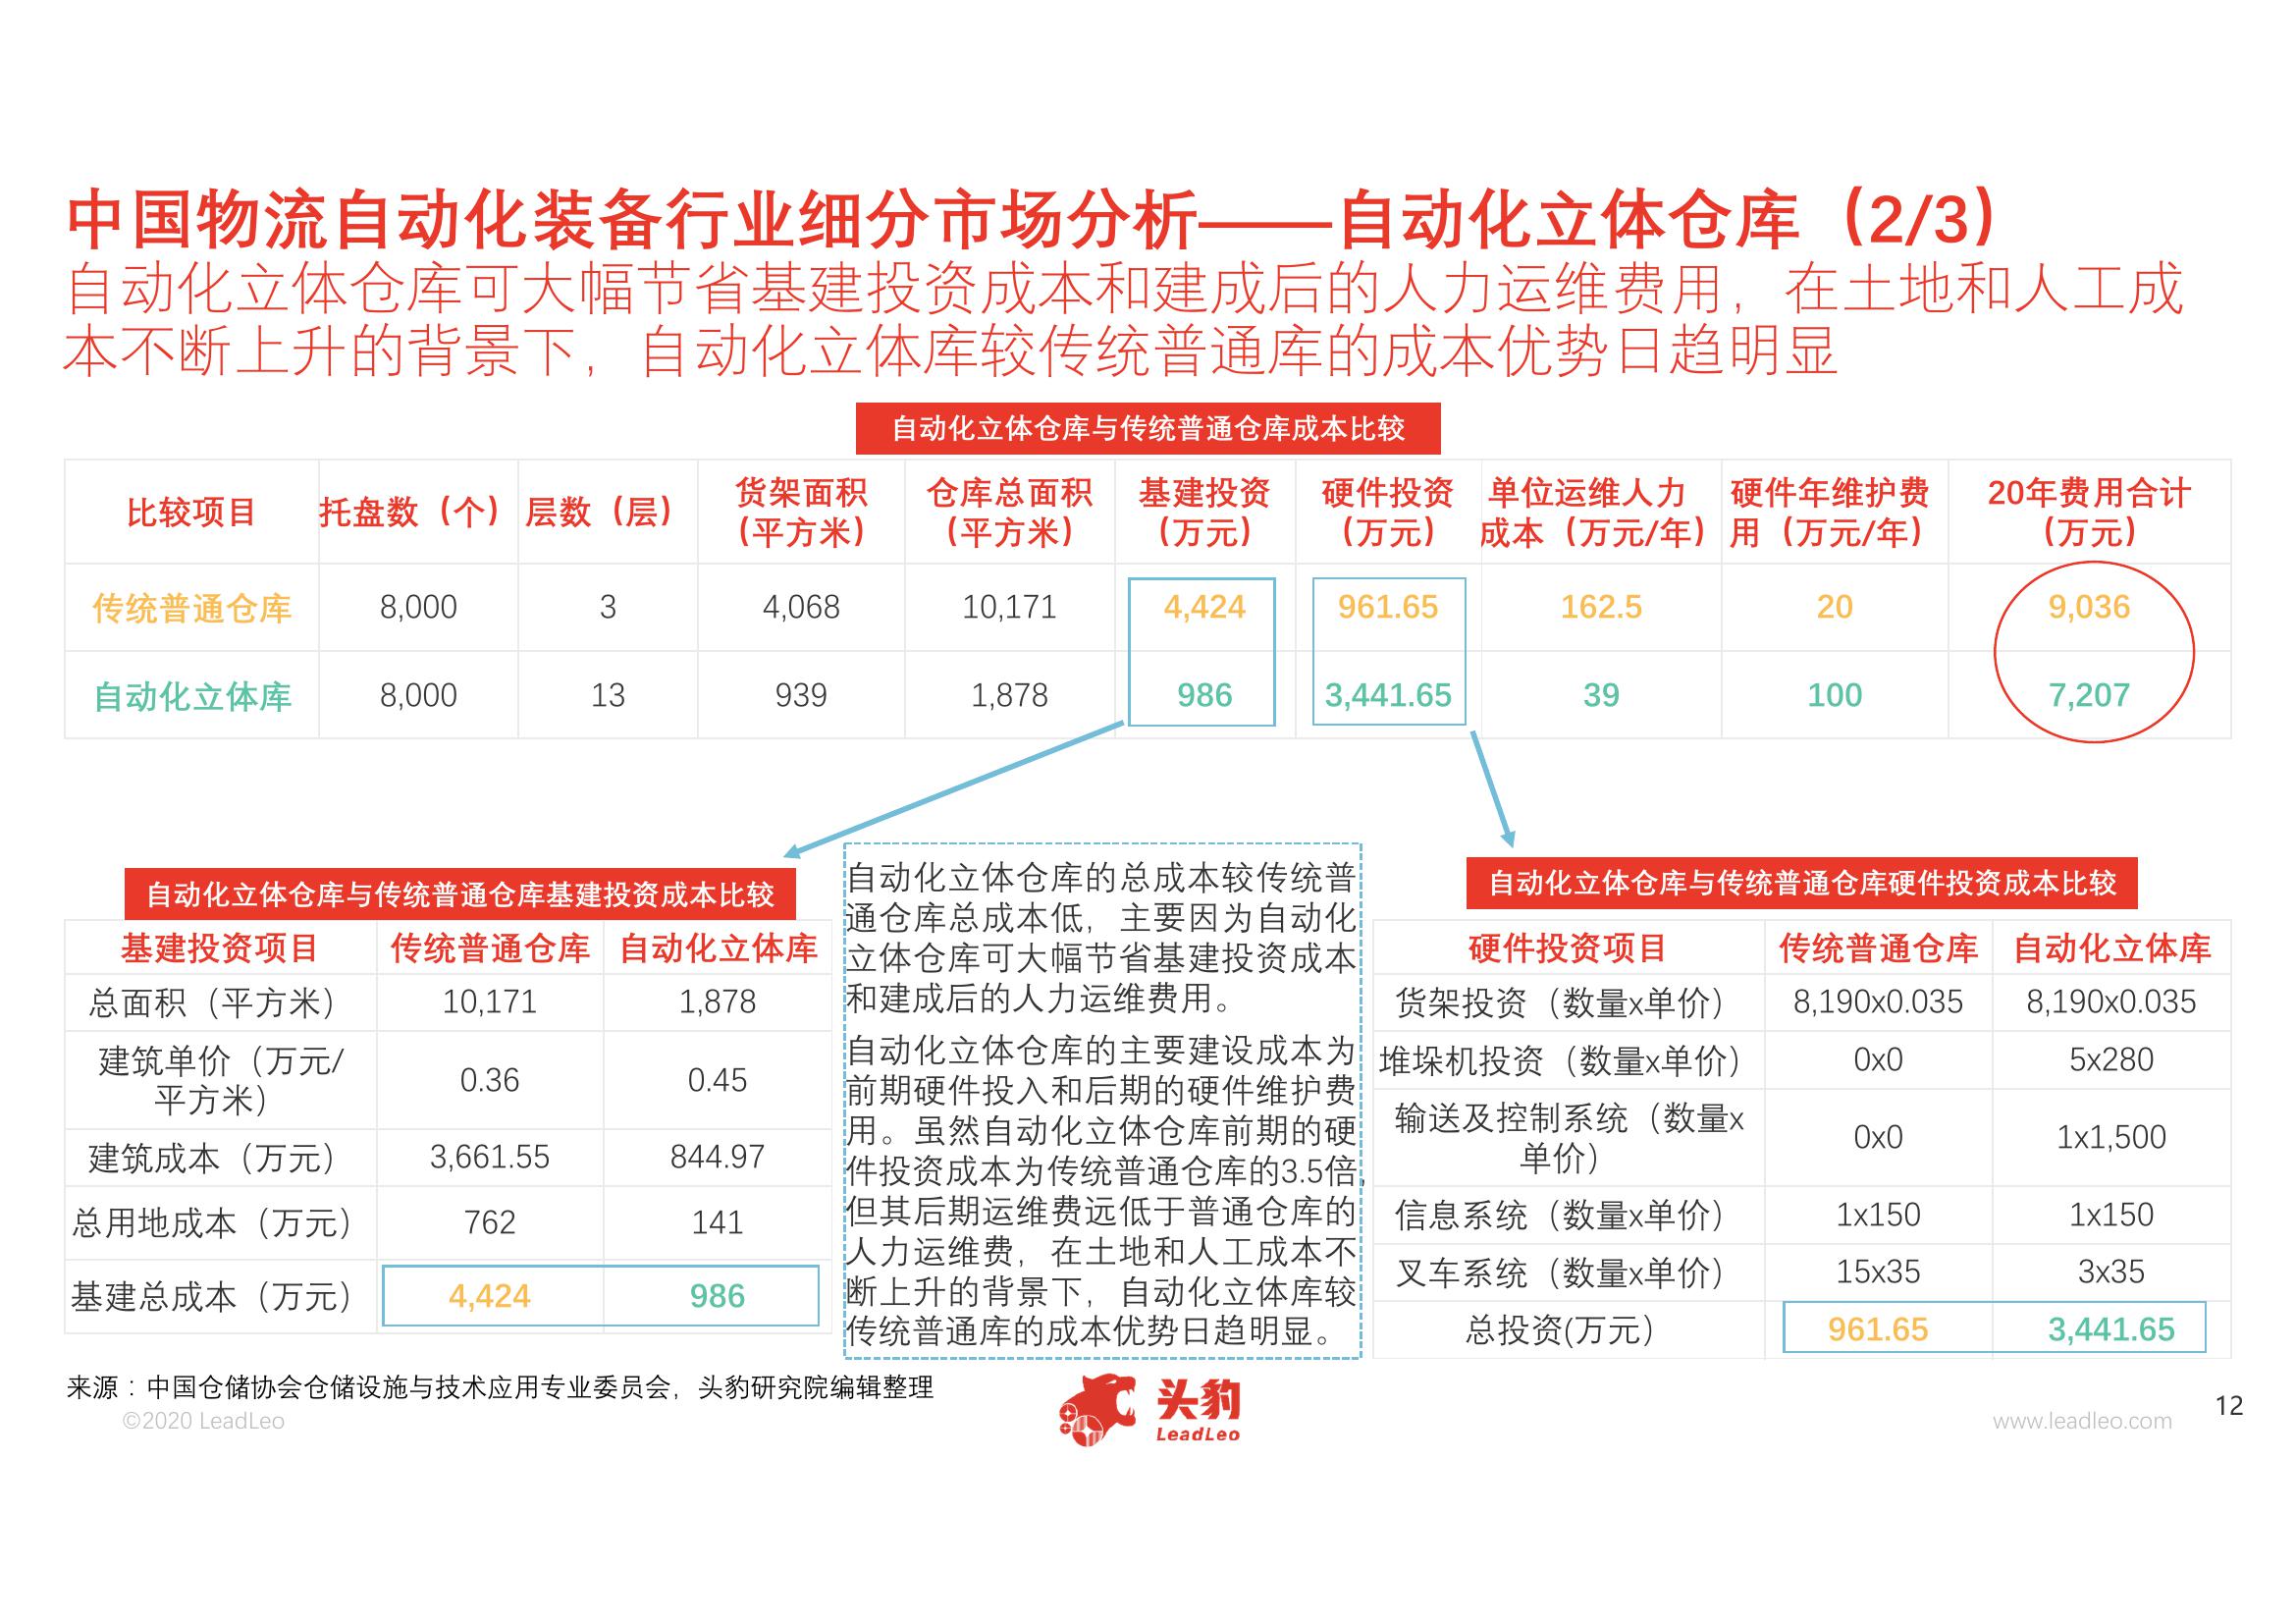 中国物流自动化装备行业细分市场分析——自动化立体仓库（2/3）
自动化立体仓库可大幅节省基建投资成本和建成后的人力运维费用，在土地和人工成
本不断上升的背景下，自动化立体库较传统普通库的成本优势日趋明显
自动化立体仓库与传统普通仓库成本比较
比较项目 托盘数（个） 层数（层） 货架面积（平方米） 仓库总面积（平方米） 基建投资（万元） 硬件投资（万元） 单位运维人力成本（万元/年） 硬件年维护费用（万元/年） 20年费用合计（万元）
传统普通仓库 8,000 3 4,068 10,171 4,424 961.65 162.5 20 9,036
自动化立体库 8,000 13 939 1,878 986 3,441.65 39 100 7,207
自动化立体仓库与传统普通仓库基建投资成本比较
基建投资项目 传统普通仓库 自动化立体库
总面积（平方米） 10,171 1,878
建筑单价（万元/平方米） 0.36 0.45
建筑成本（万元） 3,661.55 844.97
总用地成本（万元） 762 141
基建总成本（万元） 4,424 986
自动化立体仓库的总成本较传统普
通仓库总成本低，主要因为自动化
立体仓库可大幅节省基建投资成本
和建成后的人力运维费用。
自动化立体仓库的主要建设成本为
前期硬件投入和后期的硬件维护费
用。虽然自动化立体仓库前期的硬
件投资成本为传统普通仓库的3.5倍，
但其后期运维费远低于普通仓库的
人力运维费，在土地和人工成本不
断上升的背景下，自动化立体库较
传统普通库的成本优势日趋明显。
自动化立体仓库与传统普通仓库硬件投资成本比较
硬件投资项目 传统普通仓库 自动化立体库
货架投资（数量x单价） 8,190x0.035 8,190x0.035
堆垛机投资（数量x单价） 0x0 5x280
输送及控制系统（数量x单价） 0x0 1x1,500
信息系统（数量x单价） 1x150 1x150
叉车系统（数量x单价） 15x35 3x35
总投资(万元） 961.65 3,441.65
来源：中国仓储协会仓储设施与技术应用专业委员会，头豹研究院编辑整理
©2020 LeadLeo
头豹
LeadLeo
www.leadleo.com
12